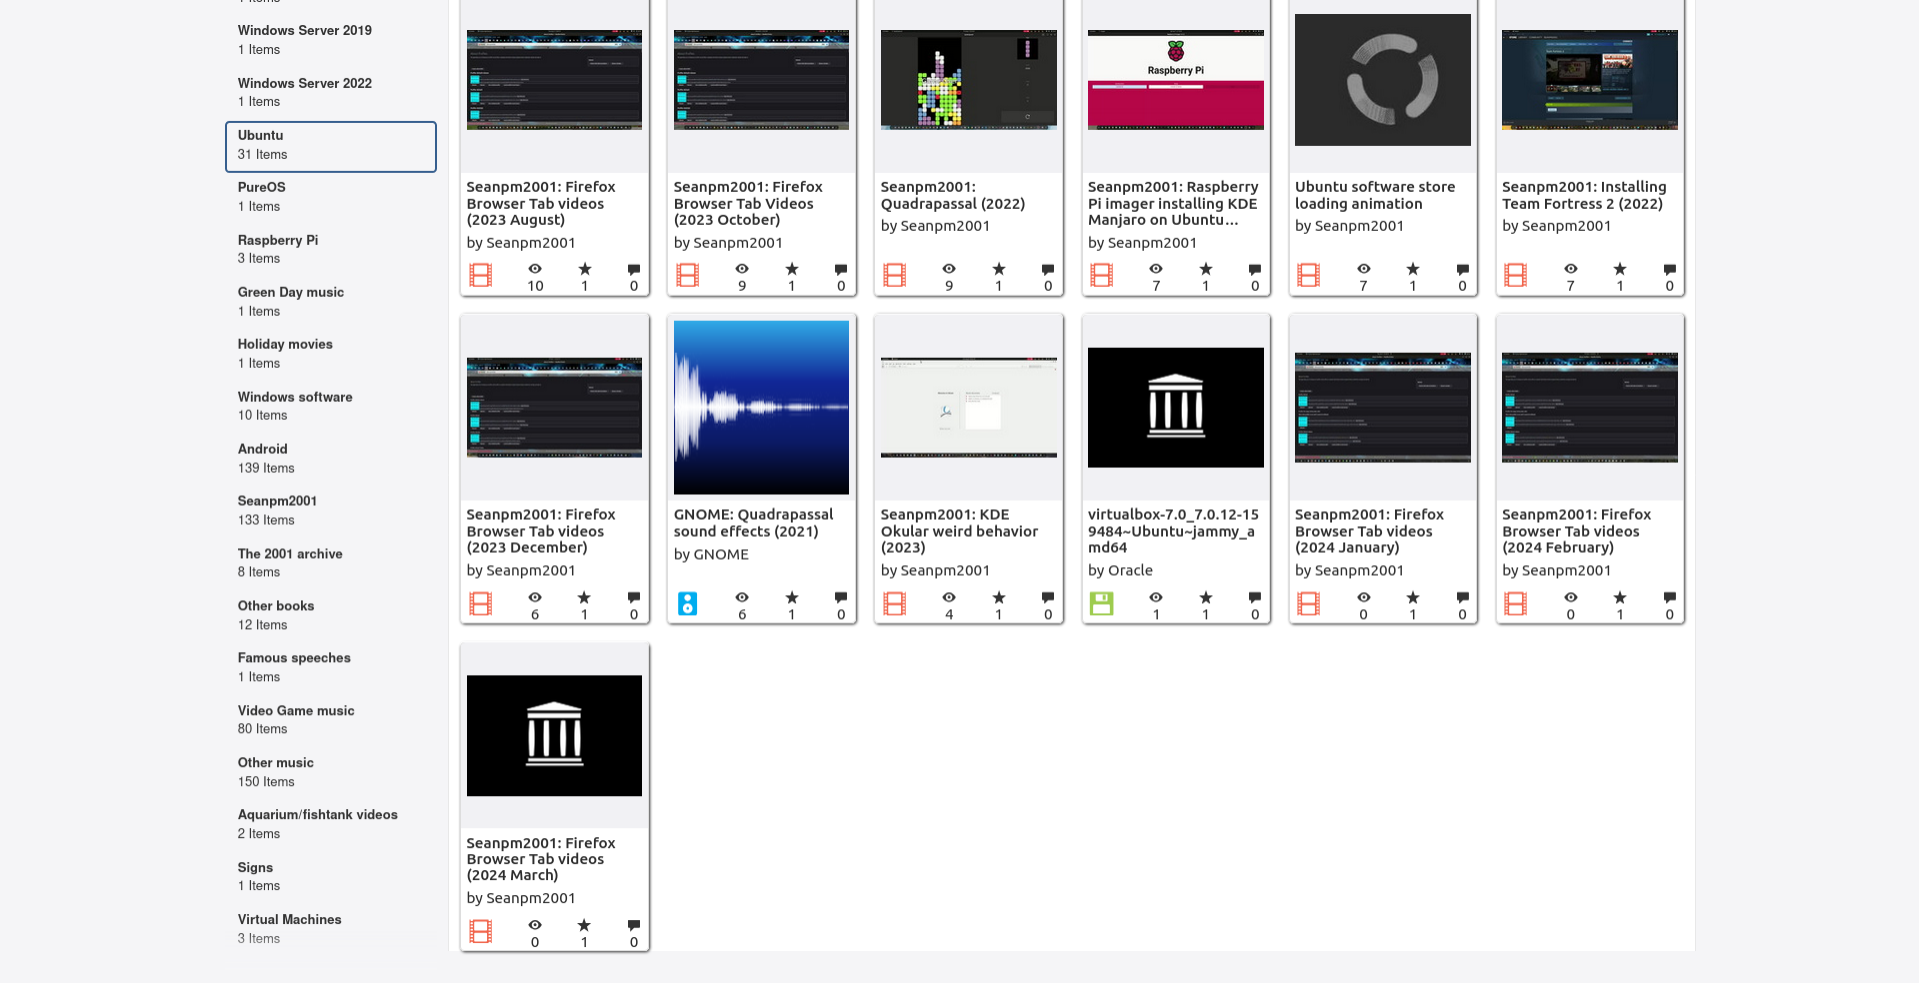 Windows Server 2019
1 Items
Windows Server 2022
1 Items
Ubuntu
31 Items
PureOS
1 Items
Raspberry Pi
3 Items
Green Day music
1 Items
Holiday movies
1 Items
Windows software
10 Items
Android
139 Items
Seanpm2001
133 Items
The 2001 archive
8 Items
Other books
12 Items
Famous speeches
1 Items
Video Game music
80 Items
Other music
150 Items
Aquarium/fishtank videos
2 Items
Signs
1 Items
Virtual Machines
3 Items
Seanpm2001: Firefox
Browser Tab videos
(2023 August)
by Seanpm2001
10 1 0
Seanpm2001: Firefox
Browser Tab Videos
(2023 October)
by Seanpm2001
9 1 0
Seanpm2001:
Quadrapassal (2022)
by Seanpm2001
9 1 0
Raspberry Pi
Seanpm2001: Raspberry
Pi imager installing KDE
Manjaro on Ubuntu...
by Seanpm2001
7 1 0
Ubuntu software store
loading animation
by Seanpm2001
7 1 0
Seanpm2001: Installing
Team Fortress 2 (2022)
by Seanpm2001
7 1 0
Seanpm2001: Firefox
Browser Tab videos
(2023 December)
by Seanpm2001
6 1 0
GNOME: Quadrapassal
sound effects (2021)
by GNOME
6 1 0
Seanpm2001: KDE
Okular weird behavior
(2023)
by Seanpm2001
4 1 0
virtualbox-7.0_7.0.12-15
9484~Ubuntu~jammy_a
md64
by Oracle
1 1 0
Seanpm2001: Firefox
Browser Tab videos
(2024 January)
by Seanpm2001
0 1 0
Seanpm2001: Firefox
Browser Tab videos
(2024 February)
by Seanpm2001
0 1 0
Seanpm2001: Firefox
Browser Tab videos
(2024 March)
by Seanpm2001
0 1 0